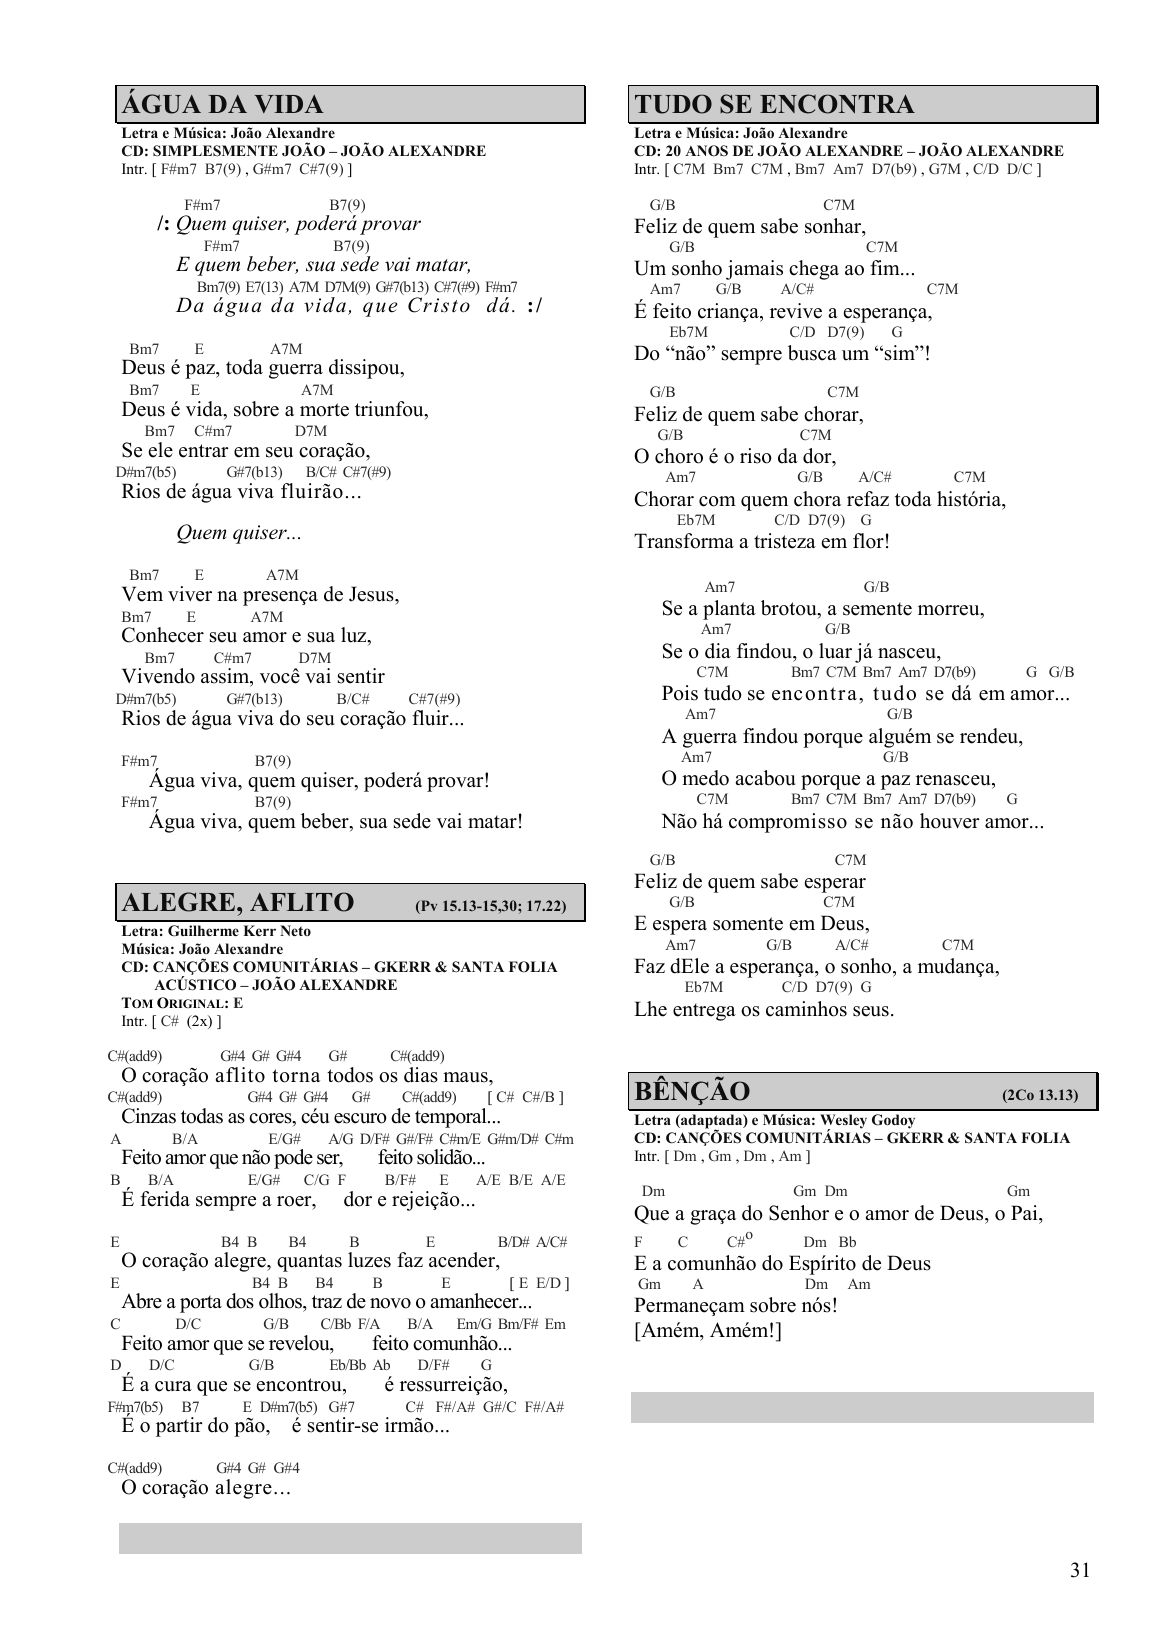 ÁGUA DA VIDA
Letra e Música: João Alexandre
CD: SIMPLESMENTE JOÃO – JOÃO ALEXANDRE
Intr. [ F#m7 B7(9) , G#m7 C#7(9) ]
F#m7 B7(9)
/: Quem quiser, poderá provar
F#m7 B7(9)
E quem beber, sua sede vai matar,
Bm7(9) E7(13) A7M D7M(9) G#7(b13) C#7(#9) F#m7
Da água da vida, que Cristo dá. :/
Bm7 E A7M
Deus é paz, toda guerra dissipou,
Bm7 E A7M
Deus é vida, sobre a morte triunfou,
Bm7 C#m7 D7M
Se ele entrar em seu coração,
D#m7(b5) G#7(b13) B/C# C#7(#9)
Rios de água viva fluirão...
Quem quiser...
Bm7 E A7M
Vem viver na presença de Jesus,
Bm7 E A7M
Conhecer seu amor e sua luz,
Bm7 C#m7 D7M
Vivendo assim, você vai sentir
D#m7(b5) G#7(b13) B/C# C#7(#9)
Rios de água viva do seu coração fluir...
F#m7 B7(9)
Água viva, quem quiser, poderá provar!
F#m7 B7(9)
Água viva, quem beber, sua sede vai matar!
ALEGRE, AFLITO (Pv 15.13-15,30; 17.22)
Letra: Guilherme Kerr Neto
Música: João Alexandre
CD: CANÇÕES COMUNITÁRIAS – GKERR & SANTA FOLIA
ACÚSTICO – JOÃO ALEXANDRE
TOM ORIGINAL: E
Intr. [ C# (2x) ]
C#(add9) G#4 G# G#4 G# C#(add9)
O coração aflito torna todos os dias maus,
C#(add9) G#4 G# G#4 G# C#(add9) [ C# C#/B ]
Cinzas todas as cores, céu escuro de temporal...
A B/A E/G# A/G D/F# G#/F# C#m/E G#m/D# C#m
Feito amor que não pode ser, feito solidão...
B B/A E/G# C/G F B/F# E A/E B/E A/E
É ferida sempre a roer, dor e rejeição...
E B4 B B4 B E B/D# A/C#
O coração alegre, quantas luzes faz acender,
E B4 B B4 B E [ E E/D ]
Abre a porta dos olhos, traz de novo o amanhecer...
C D/C G/B C/Bb F/A B/A Em/G Bm/F# Em
Feito amor que se revelou, feito comunhão...
D D/C G/B Eb/Bb Ab D/F# G
É a cura que se encontrou, é ressurreição,
F#m7(b5) B7 E D#m7(b5) G#7 C# F#/A# G#/C F#/A#
É o partir do pão, é sentir-se irmão...
C#(add9) G#4 G# G#4
O coração alegre...
TUDO SE ENCONTRA
Letra e Música: João Alexandre
CD: 20 ANOS DE JOÃO ALEXANDRE – JOÃO ALEXANDRE
Intr. [ C7M Bm7 C7M , Bm7 Am7 D7(b9) , G7M , C/D D/C ]
G/B C7M
Feliz de quem sabe sonhar,
G/B C7M
Um sonho jamais chega ao fim...
Am7 G/B A/C# C7M
É feito criança, revive a esperança,
Eb7M C/D D7(9) G
Do “não” sempre busca um “sim”!
G/B C7M
Feliz de quem sabe chorar,
G/B C7M
O choro é o riso da dor,
Am7 G/B A/C# C7M
Chorar com quem chora refaz toda história,
Eb7M C/D D7(9) G
Transforma a tristeza em flor!
Am7 G/B
Se a planta brotou, a semente morreu,
Am7 G/B
Se o dia findou, o luar já nasceu,
C7M Bm7 C7M Bm7 Am7 D7(b9) G G/B
Pois tudo se encontra, tudo se dá em amor...
Am7 G/B
A guerra findou porque alguém se rendeu,
Am7 G/B
O medo acabou porque a paz renasceu,
C7M Bm7 C7M Bm7 Am7 D7(b9) G
Não há compromisso se não houver amor...
G/B C7M
Feliz de quem sabe esperar
G/B C7M
E espera somente em Deus,
Am7 G/B A/C# C7M
Faz dEle a esperança, o sonho, a mudança,
Eb7M C/D D7(9) G
Lhe entrega os caminhos seus.
BÊNÇÃO (2Co 13.13)
Letra (adaptada) e Música: Wesley Godoy
CD: CANÇÕES COMUNITÁRIAS – GKERR & SANTA FOLIA
Intr. [ Dm , Gm , Dm , Am ]
Dm Gm Dm Gm
Que a graça do Senhor e o amor de Deus, o Pai,
F C C#º Dm Bb
E a comunhão do Espírito de Deus
Gm A Dm Am
Permaneçam sobre nós!
[Amém, Amém!]
31